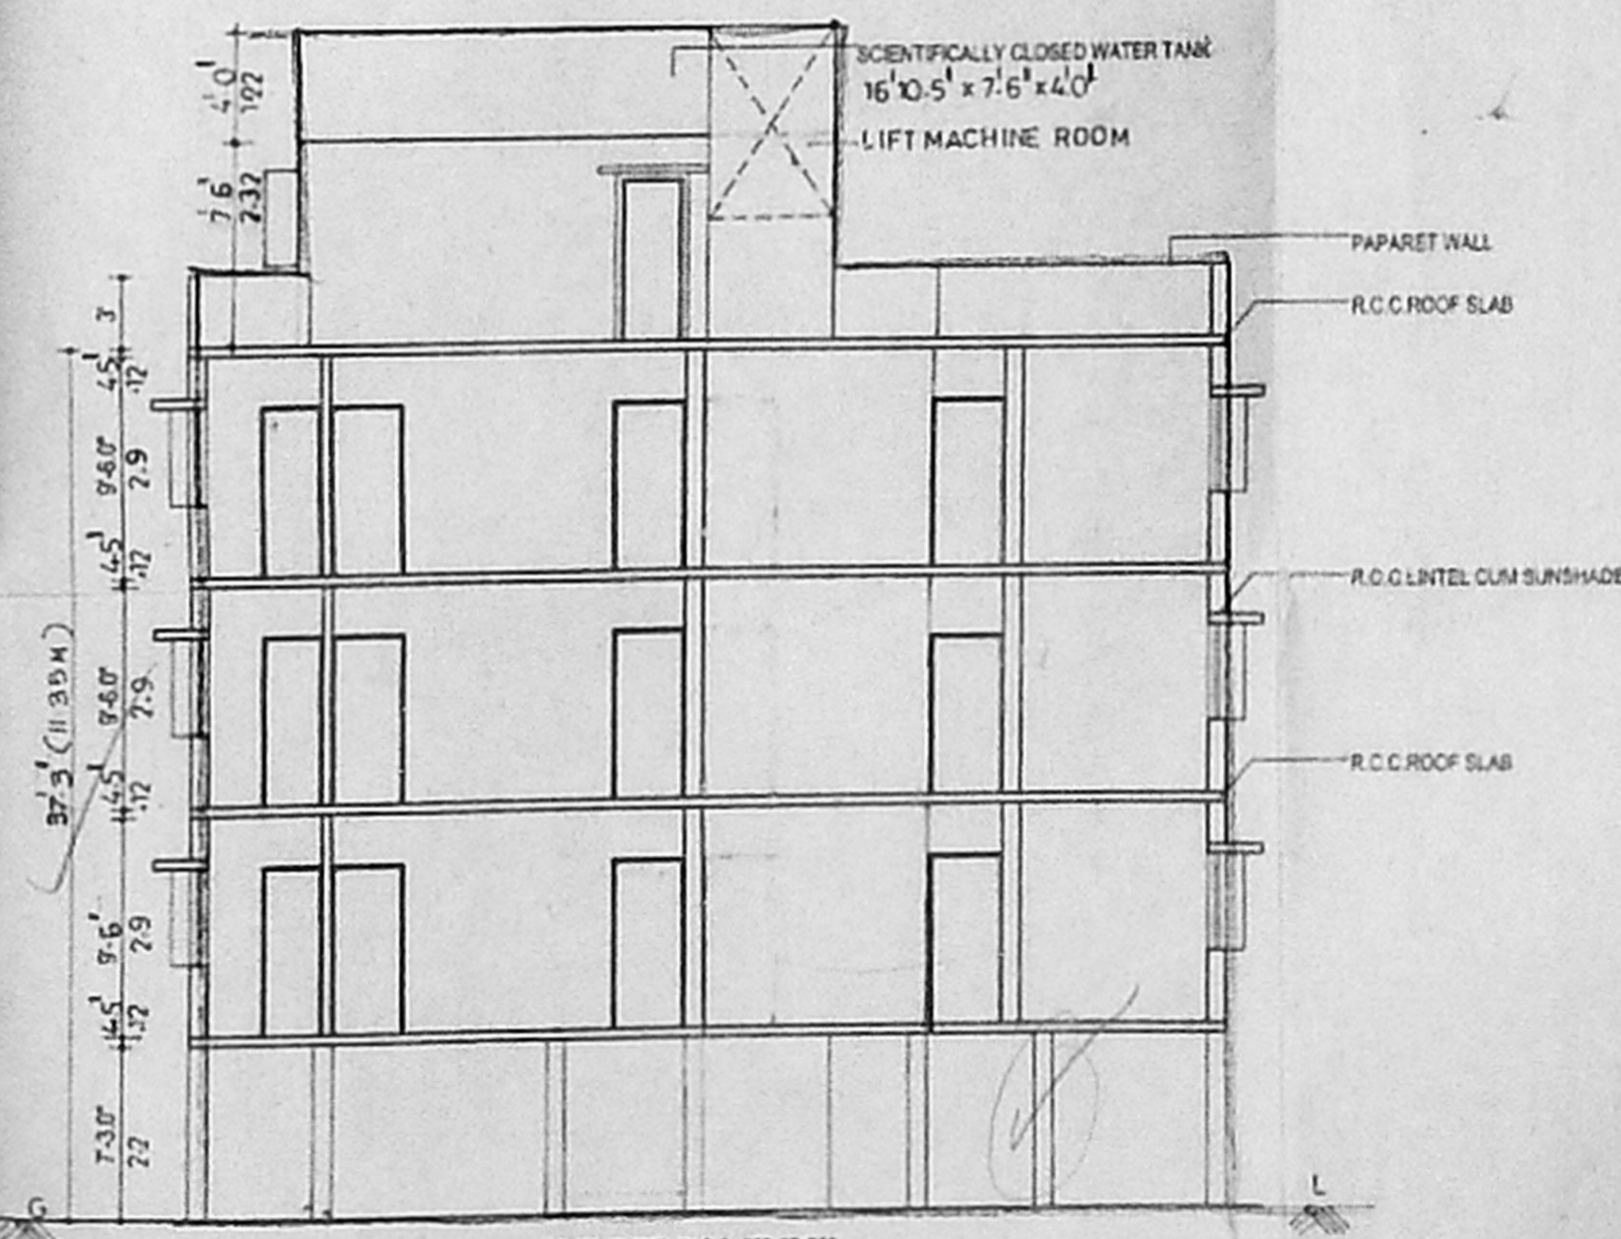 SCIENTIFICALLY CLOSED WATER TANK
16'10.5" x 7'.6" x 4'.0"
LIFT MACHINE ROOM
PAPARET WALL
R.C.C.ROOF SLAB
R.C.C.LINTEL CUM SUNSHADE
R.C.C.ROOF SLAB
4'0'
1.22
7'6'
2.32
3'
4.5'
.12
9'-6.0"
2.9
4.5'
.12
9'-6.0"
2.9
4.5'
.12
9'-6'
2.9
4.5'
.12
7'-3.0"
2.2
37'.3' (11.35M)
G
L